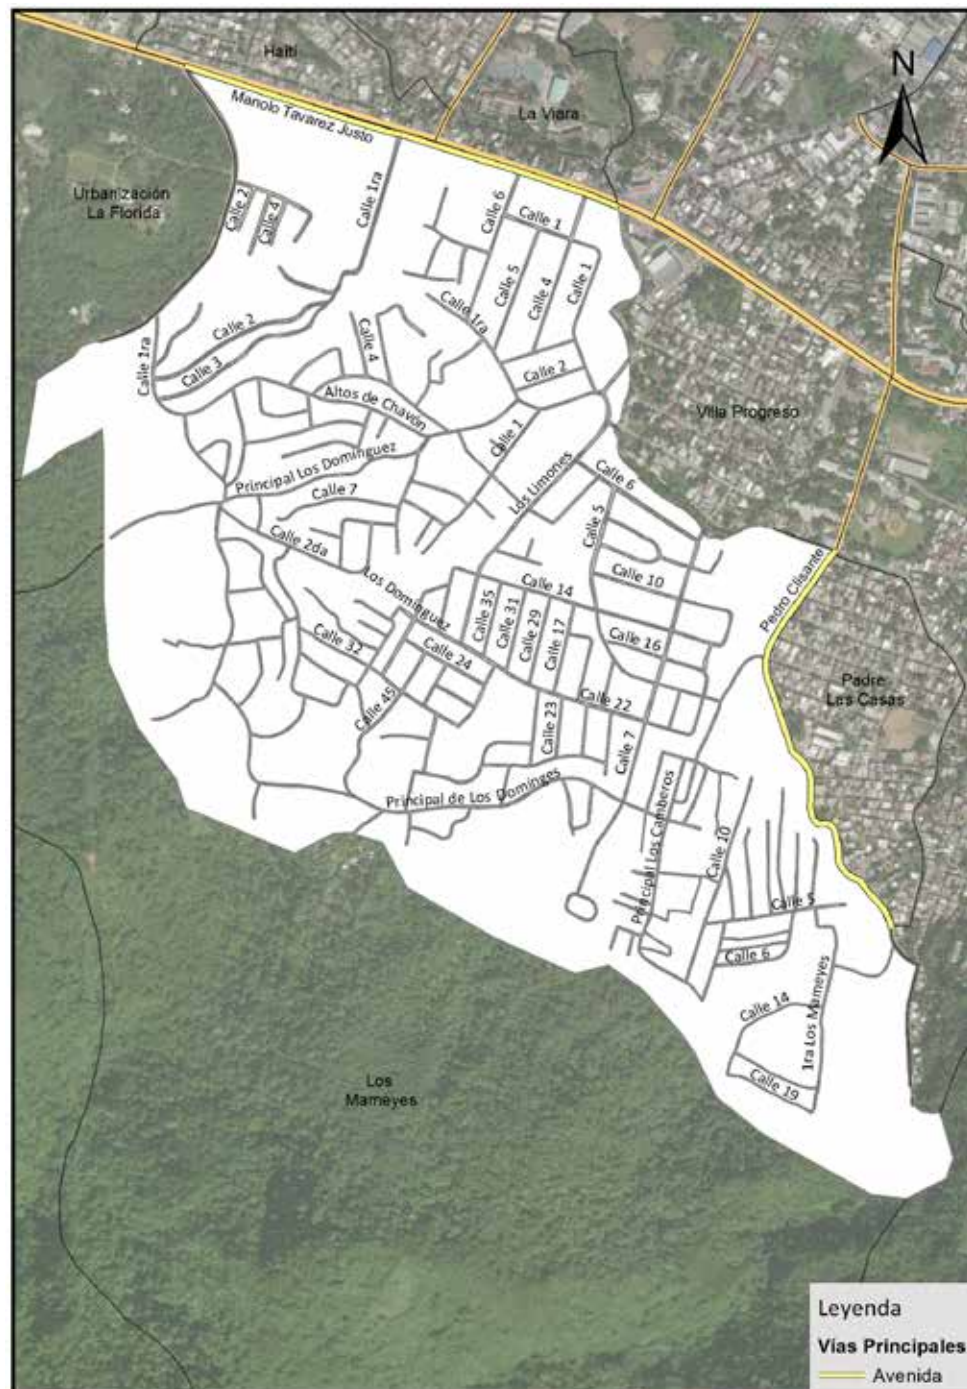 Haití
N
La Viara
Manolo Tavarez Justo
Urbanización
La Florida
Calle 2
Calle 4
Calle 1ra
Calle 6
Calle 1
Calle 5
Calle 4
Calle 1
Calle 1ra
Calle 2
Calle 3
Calle 1ra
Calle 4
Calle 2
Altos de Chavón
Villa Progreso
Calle 1
Principal Los Domínguez
Los Limones
Calle 6
Calle 7
Calle 5
Calle 2da
Calle 10
Pedro Clisante
Los Domínguez
Calle 14
Calle 35
Calle 31
Calle 29
Calle 17
Calle 16
Calle 32
Calle 24
Padre
Las Casas
Calle 45
Calle 22
Calle 23
Calle 7
Principal de Los Dominges
Principal Los Camberos
Calle 10
Calle 5
Calle 6
1ra Los Mameyes
Calle 14
Calle 19
Los
Mameyes
Leyenda
Vías Principales
Avenida